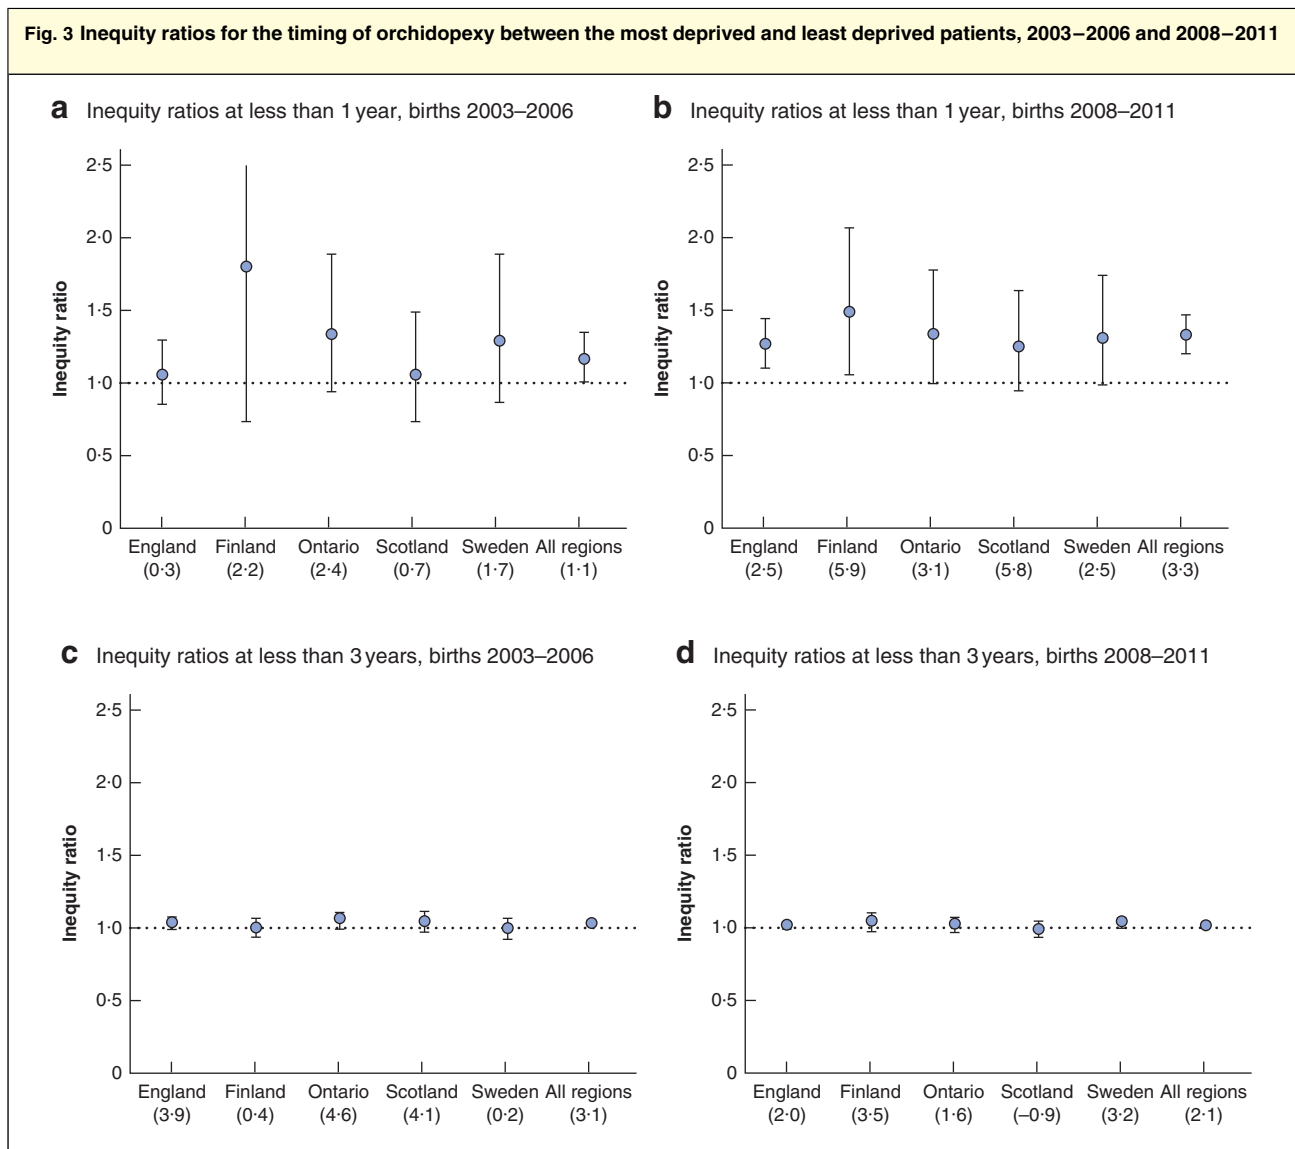 Fig. 3 Inequity ratios for the timing of orchidopexy between the most deprived and least deprived patients, 2003–2006 and 2008–2011
a Inequity ratios at less than 1 year, births 2003–2006
2·5
2·0
1·5
1·0
0·5
0
Inequity ratio
England Finland Ontario Scotland Sweden All regions
(0·3) (2·2) (2·4) (0·7) (1·7) (1·1)
b Inequity ratios at less than 1 year, births 2008–2011
2·5
2·0
1·5
1·0
0·5
0
Inequity ratio
England Finland Ontario Scotland Sweden All regions
(2·5) (5·9) (3·1) (5·8) (2·5) (3·3)
c Inequity ratios at less than 3 years, births 2003–2006
2·5
2·0
1·5
1·0
0·5
0
Inequity ratio
England Finland Ontario Scotland Sweden All regions
(3·9) (0·4) (4·6) (4·1) (0·2) (3·1)
d Inequity ratios at less than 3 years, births 2008–2011
2·5
2·0
1·5
1·0
0·5
0
Inequity ratio
England Finland Ontario Scotland Sweden All regions
(2·0) (3·5) (1·6) (–0·9) (3·2) (2·1)